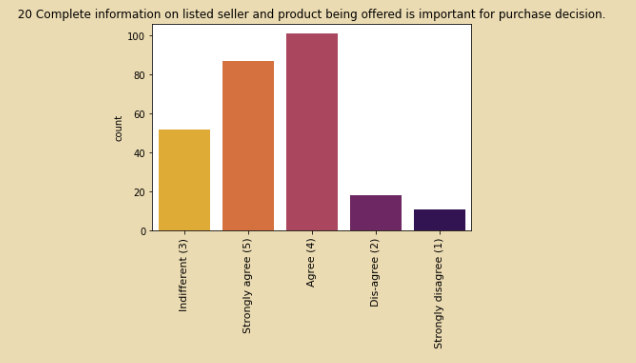 20 Complete information on listed seller and product being offered is important for purchase decision.
100
80
60
40
20
0
count
Indifferent (3)
Strongly agree (5)
Agree (4)
Dis-agree (2)
Strongly disagree (1)